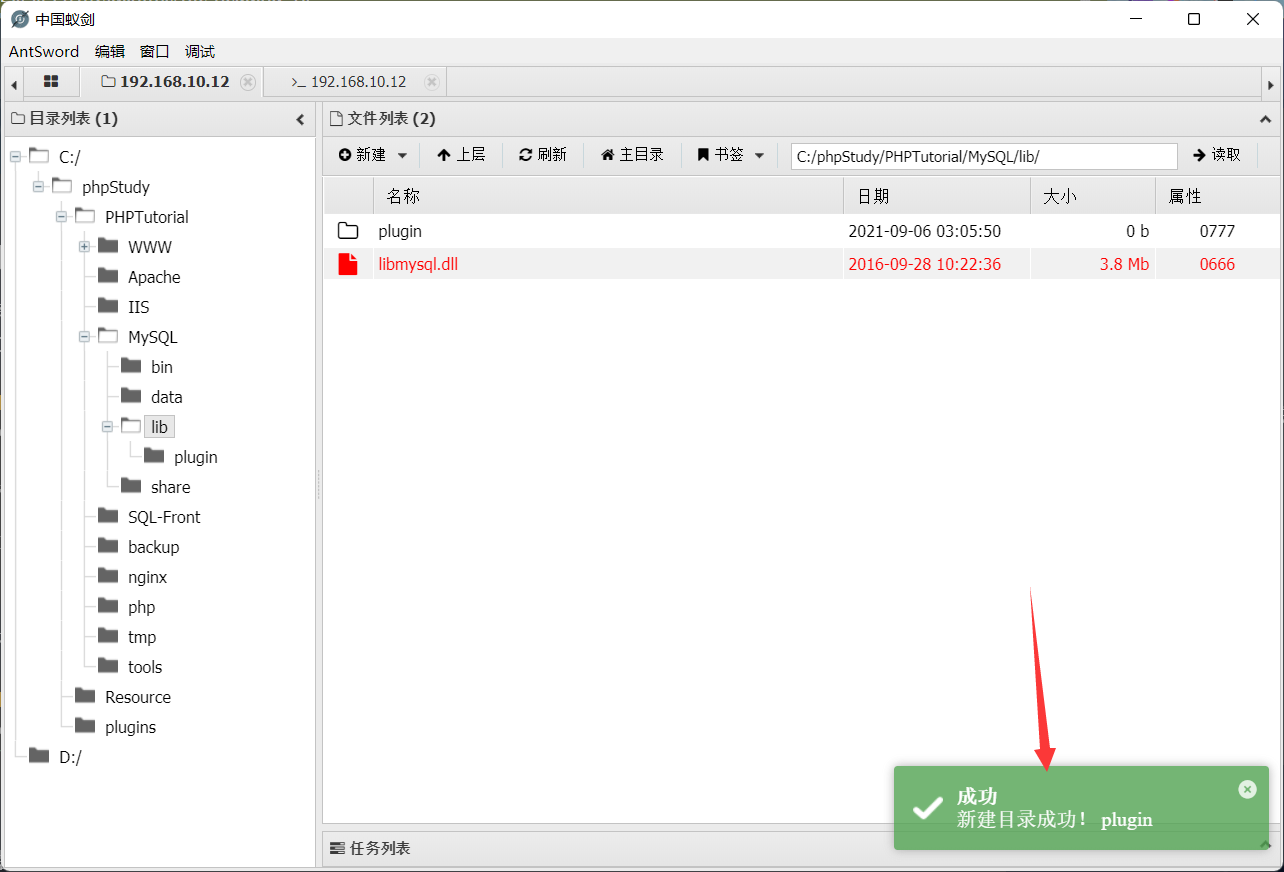 中国蚁剑
AntSword 编辑 窗口 调试
192.168.10.12 >_ 192.168.10.12
目录列表 (1)
C:/
phpStudy
PHPTutorial
WWW
Apache
IIS
MySQL
bin
data
lib
plugin
share
SQL-Front
backup
nginx
php
tmp
tools
Resource
plugins
D:/
文件列表 (2)
新建 上层 刷新 主目录 书签 C:/phpStudy/PHPTutorial/MySQL/lib/ 读取
名称 日期 大小 属性
plugin 2021-09-06 03:05:50 0 b 0777
libmysql.dll 2016-09-28 10:22:36 3.8 Mb 0666
成功
新建目录成功！ plugin
任务列表